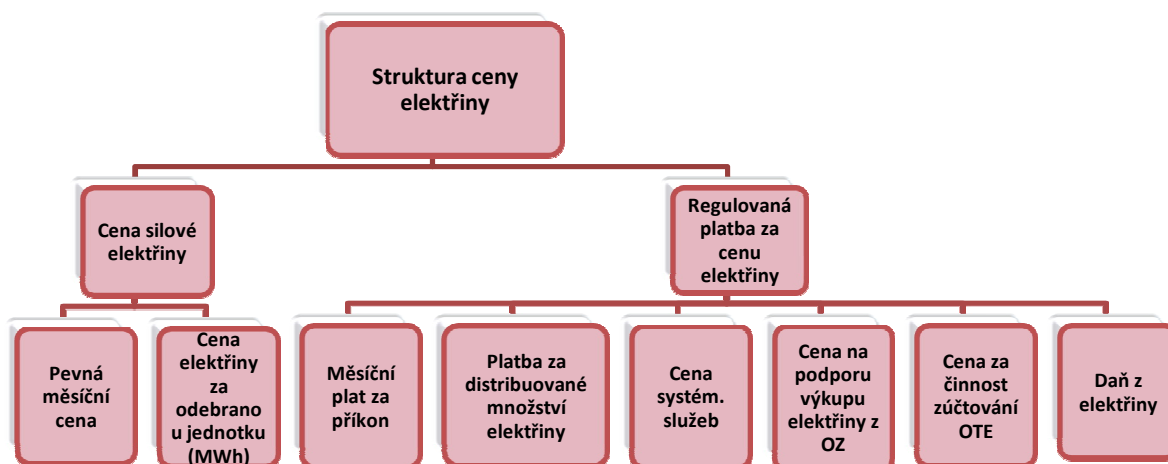 Struktura ceny
elektřiny
Cena silové
elektřiny
Regulovaná
platba za
cenu
elektřiny
Pevná
měsíční
cena
Cena
elektřiny
za
odebrano
u jednotku
(MWh)
Měsíční
plat za
příkon
Platba za
distribuované
množství
elektřiny
Cena
systém.
služeb
Cena na
podporu
výkupu
elektřiny z
OZ
Cena za
činnost
zúčtování
OTE
Daň z
elektřiny